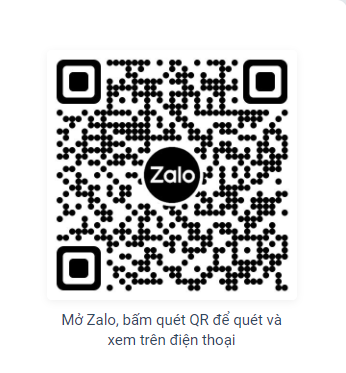 Zalo
Mở Zalo, bấm quét QR để quét và
xem trên điện thoại